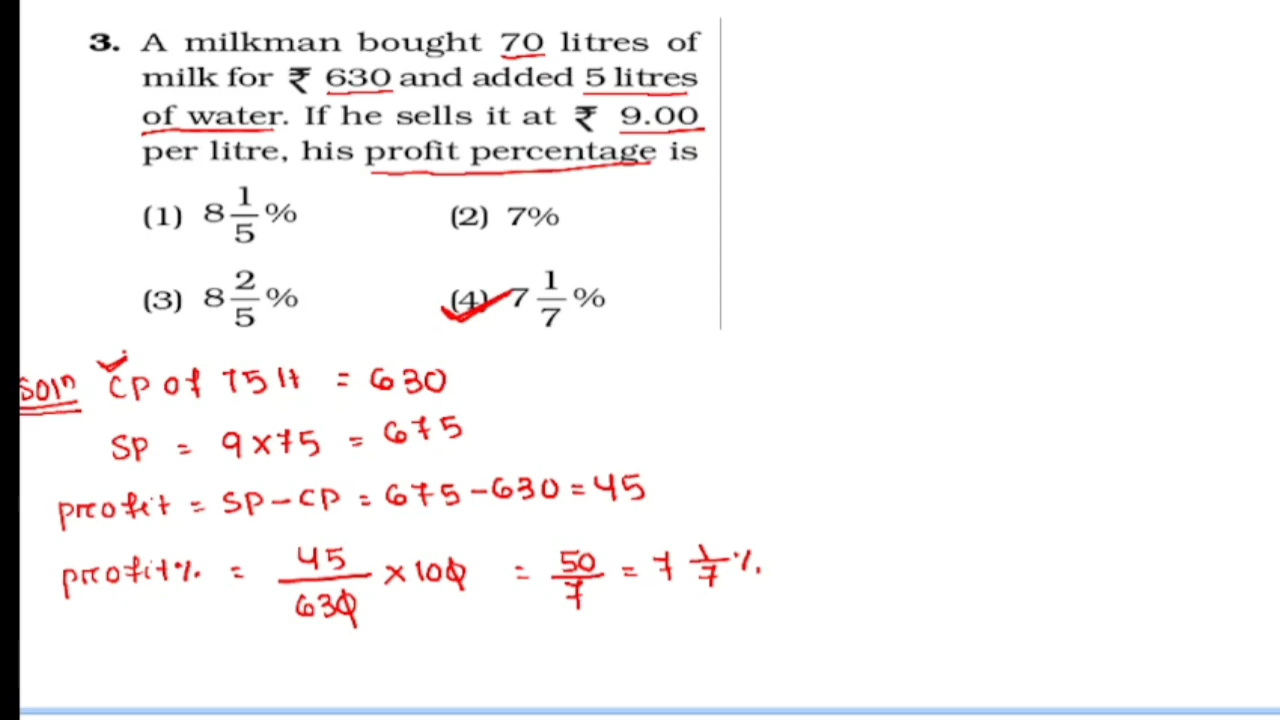 3. A milkman bought 70 litres of
milk for ₹ 630 and added 5 litres
of water. If he sells it at ₹ 9.00
per litre, his profit percentage is
(1) 8 1/5 % (2) 7%
(3) 8 2/5 % (4) 7 1/7 %
Soln CP of 75 lt = 630
SP = 9 × 75 = 675
profit = SP - CP = 675 - 630 = 45
profit% = 45/630 × 100 = 50/7 = 7 1/7 %